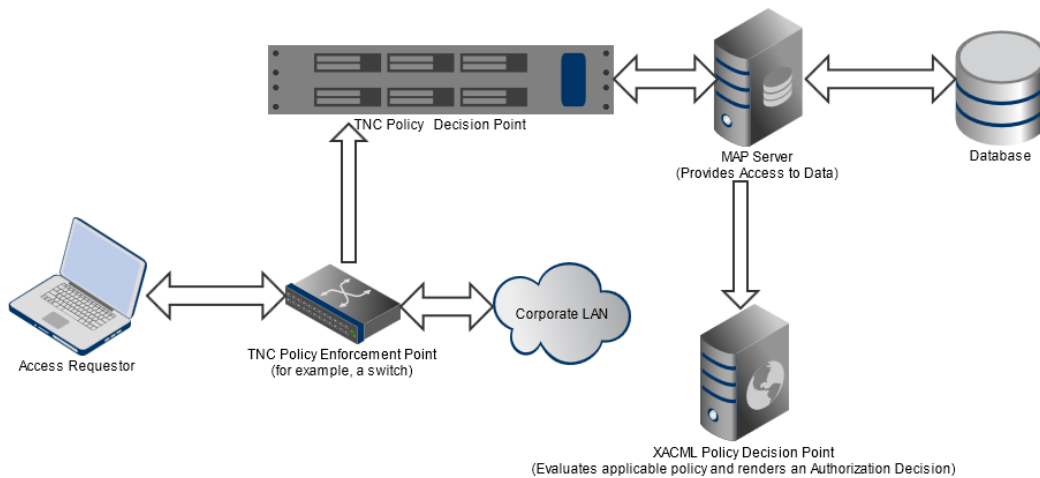 TNC Policy Decision Point
MAP Server
(Provides Access to Data)
Database
Corporate LAN
Access Requestor
TNC Policy Enforcement Point
(for example, a switch)
XACML Policy Decision Point
(Evaluates applicable policy and renders an Authorization Decision)